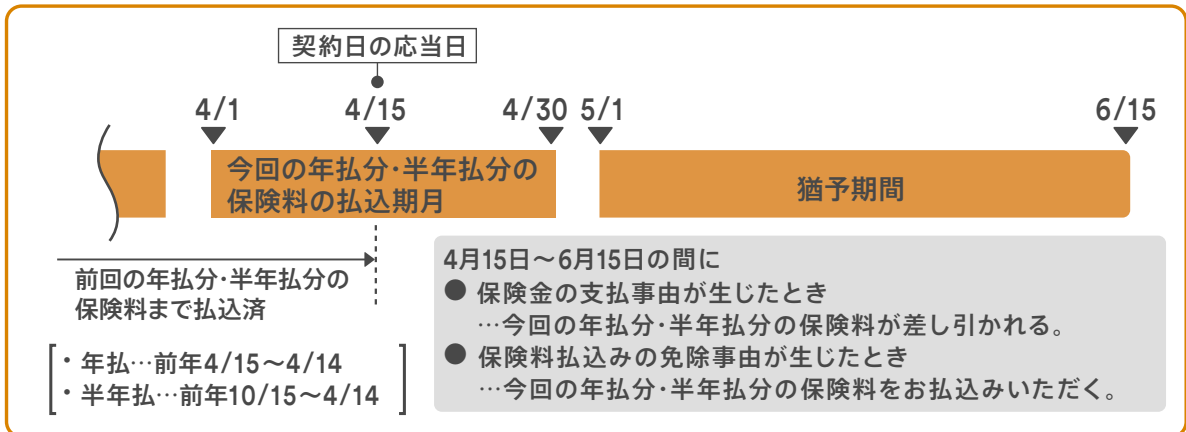 契約日の応当日
4/1
4/15
4/30
5/1
6/15
今回の年払分・半年払分の
保険料の払込期月
猶予期間
前回の年払分・半年払分の
保険料まで払込済
・年払…前年4/15～4/14
・半年払…前年10/15～4/14
4月15日～6月15日の間に
● 保険金の支払事由が生じたとき
…今回の年払分・半年払分の保険料が差し引かれる。
● 保険料払込みの免除事由が生じたとき
…今回の年払分・半年払分の保険料をお払込みいただく。